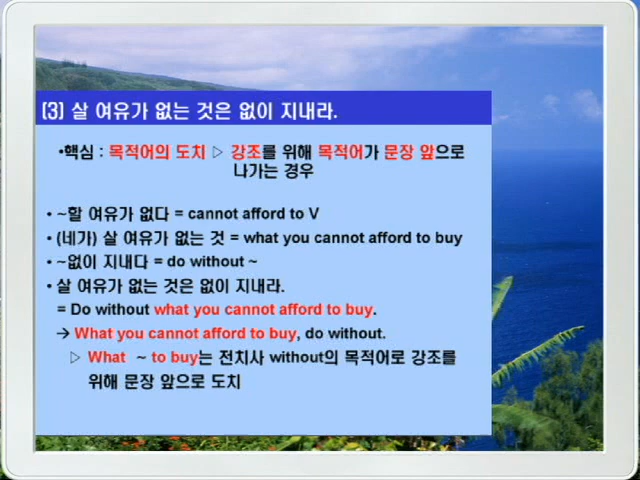 [3] 살 여유가 없는 것은 없이 지내라.
•핵심 : 목적어의 도치 ▷ 강조를 위해 목적어가 문장 앞으로
나가는 경우
• ~할 여유가 없다 = cannot afford to V
• (네가) 살 여유가 없는 것 = what you cannot afford to buy
• ~없이 지내다 = do without ~
• 살 여유가 없는 것은 없이 지내라.
= Do without what you cannot afford to buy.
→ What you cannot afford to buy, do without.
▷ What ~ to buy는 전치사 without의 목적어로 강조를
위해 문장 앞으로 도치